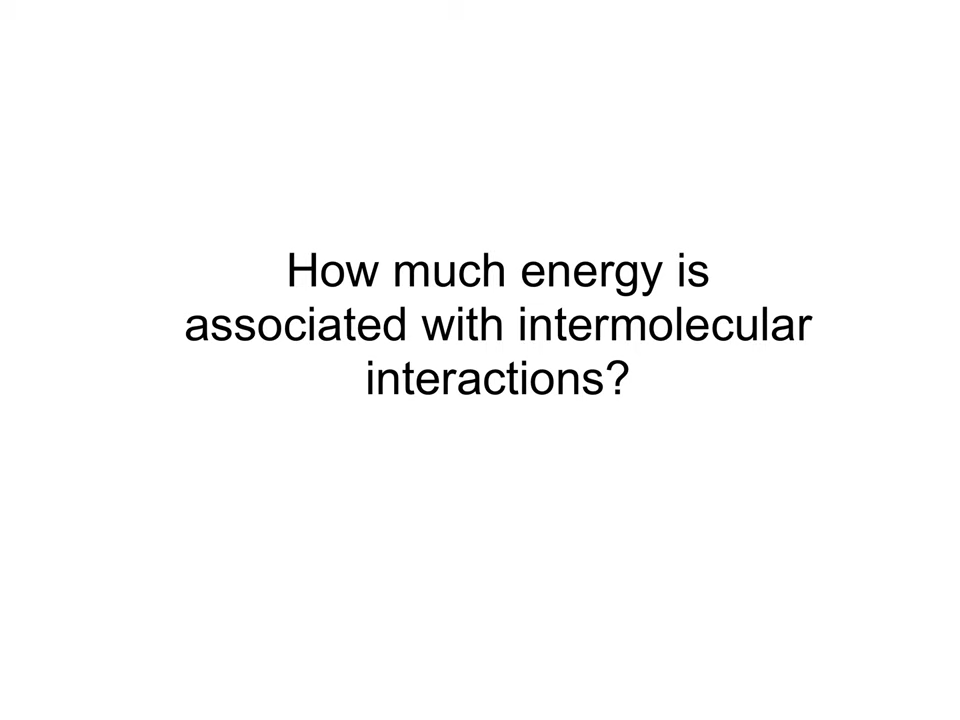 How much energy is
associated with intermolecular
interactions?